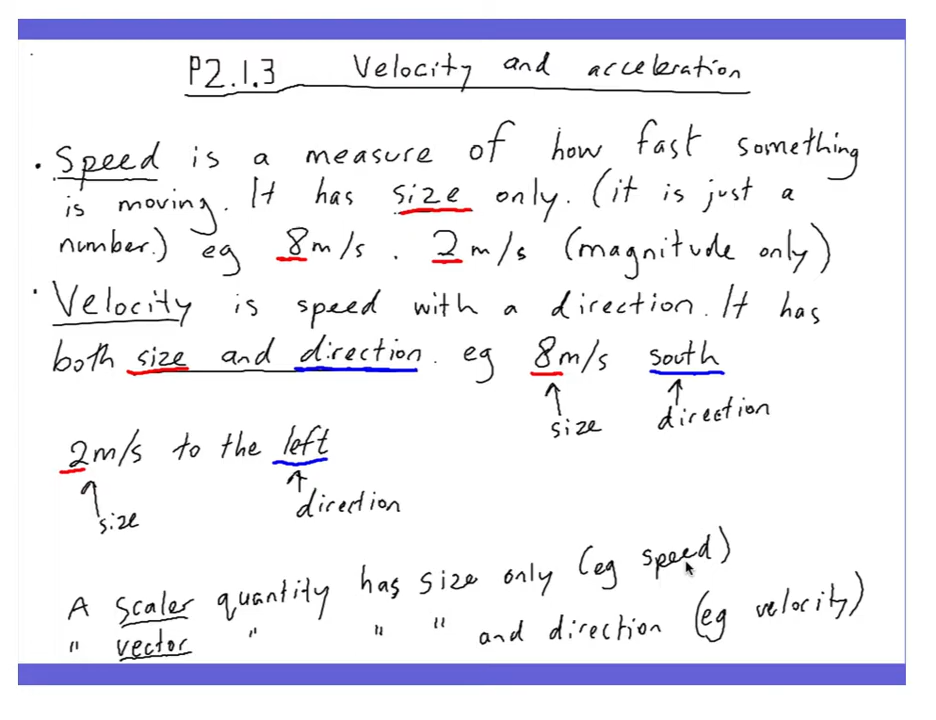 P2.1.3 Velocity and acceleration
. Speed is a measure of how fast something
is moving. It has size only. (it is just a
number.) eg 8m/s . 2m/s (magnitude only)
. Velocity is speed with a direction. It has
both size and direction. eg 8m/s south
size direction
2m/s to the left
size direction
A scaler quantity has size only (eg speed)
" vector " " " and direction (eg velocity)